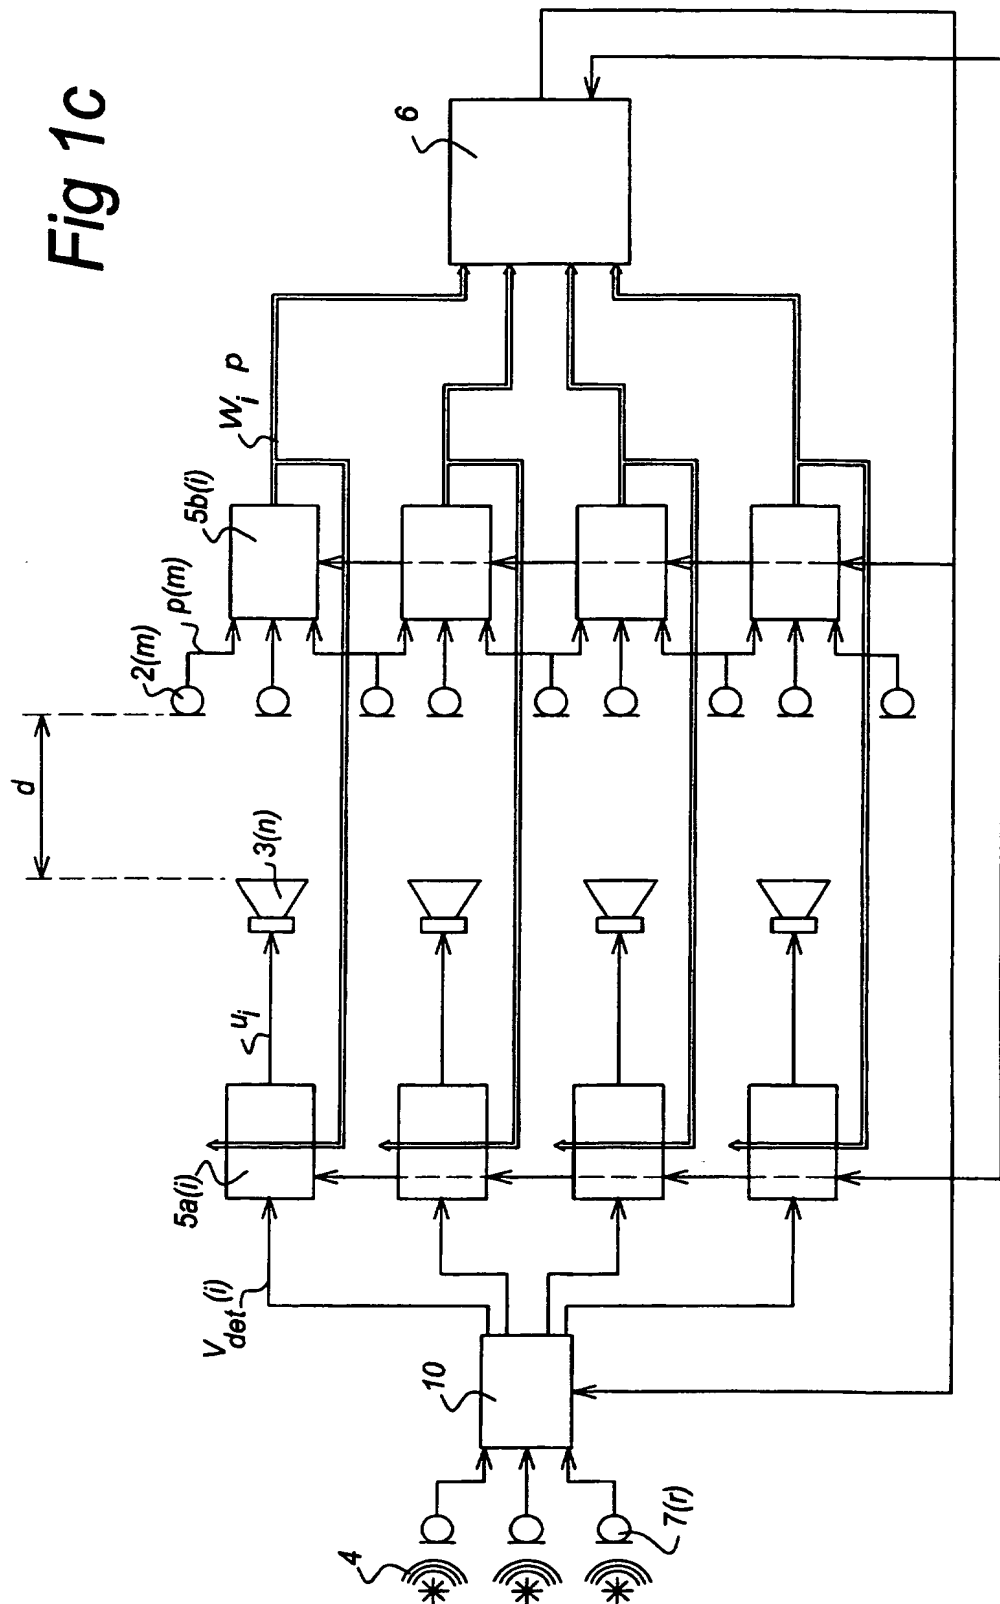 Fig 1c
d
2(m)
p(m)
5b(i)
W_i p
6
3(n)
u_i
5a(i)
V_det(i)
10
4
7(r)